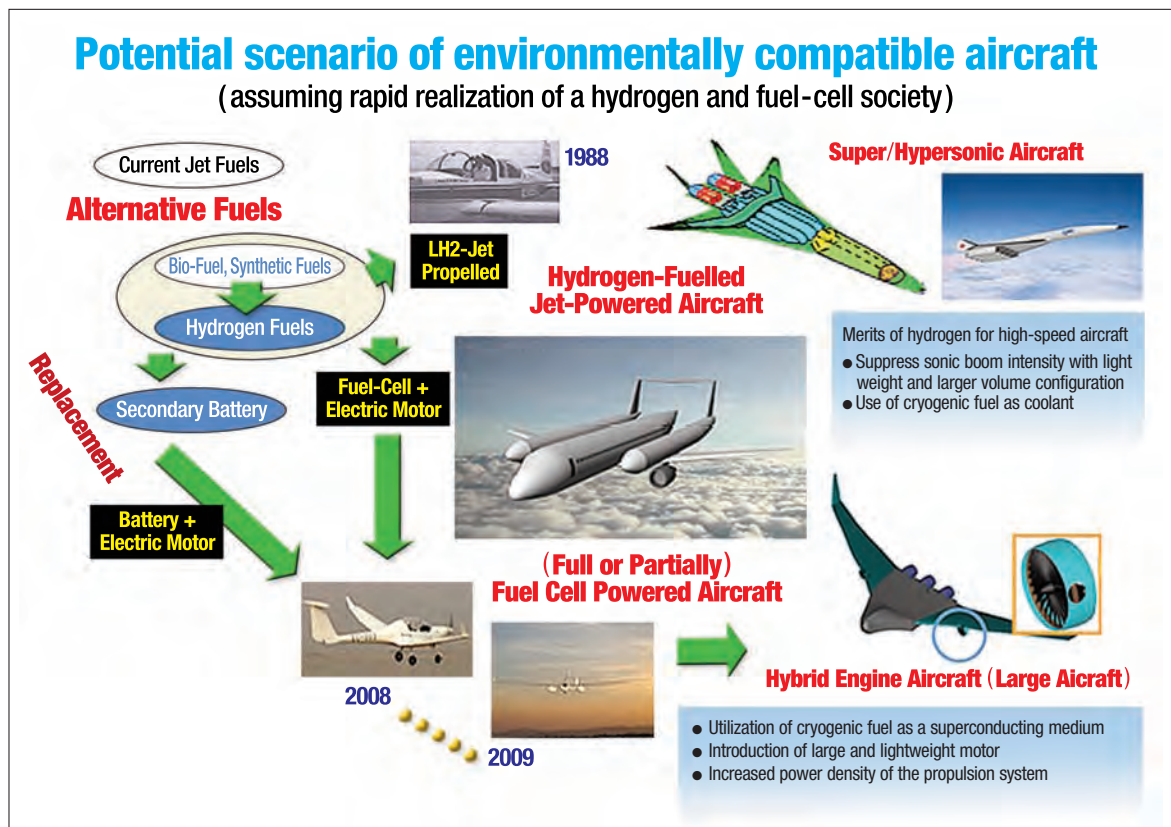 Potential scenario of environmentally compatible aircraft
(assuming rapid realization of a hydrogen and fuel-cell society)
Current Jet Fuels
Alternative Fuels
Bio-Fuel, Synthetic Fuels
Hydrogen Fuels
Replacement
Secondary Battery
Battery +
Electric Motor
1988
LH2-Jet
Propelled
Fuel-Cell +
Electric Motor
Hydrogen-Fuelled
Jet-Powered Aircraft
Super/Hypersonic Aircraft
Merits of hydrogen for high-speed aircraft
● Suppress sonic boom intensity with light
weight and larger volume configuration
● Use of cryogenic fuel as coolant
(Full or Partially)
Fuel Cell Powered Aircraft
2008
2009
Hybrid Engine Aircraft (Large Aicraft)
● Utilization of cryogenic fuel as a superconducting medium
● Introduction of large and lightweight motor
● Increased power density of the propulsion system